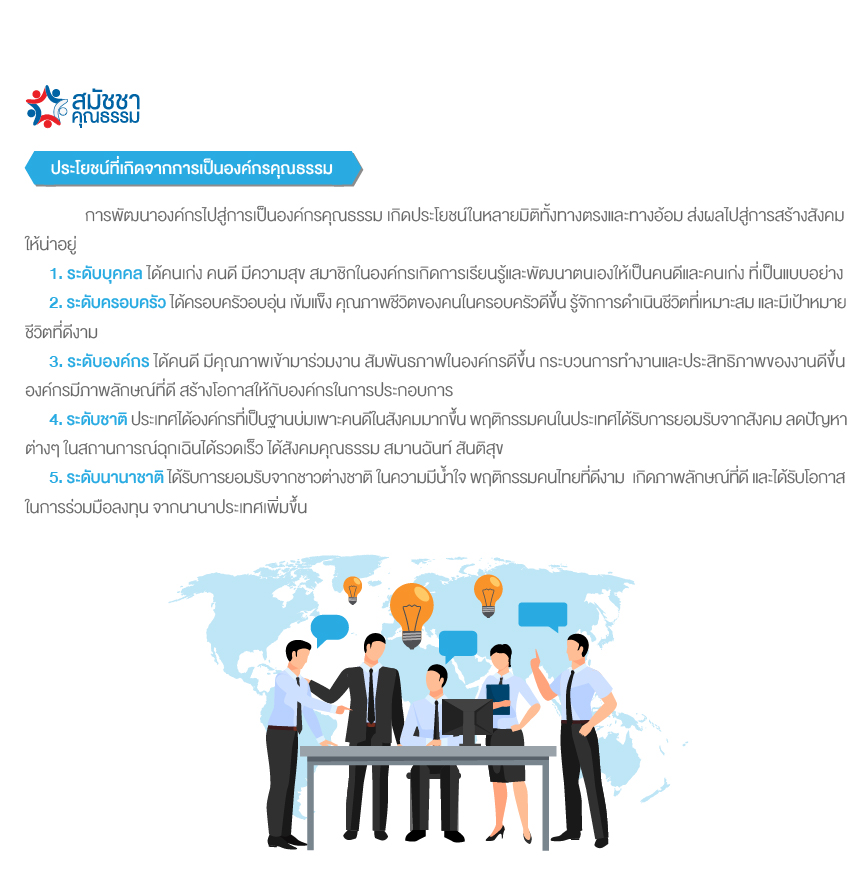 สมัชชา
คุณธรรม
ประโยชน์ที่เกิดจากการเป็นองค์กรคุณธรรม
การพัฒนาองค์กรไปสู่การเป็นองค์กรคุณธรรม เกิดประโยชน์ในหลายมิติทั้งทางตรงและทางอ้อม ส่งผลไปสู่การสร้างสังคม
ให้น่าอยู่
1. ระดับบุคคล ได้คนเก่ง คนดี มีความสุข สมาชิกในองค์กรเกิดการเรียนรู้และพัฒนาตนเองให้เป็นคนดีและคนเก่ง ที่เป็นแบบอย่าง
2. ระดับครอบครัว ได้ครอบครัวอบอุ่น เข้มแข็ง คุณภาพชีวิตของคนในครอบครัวดีขึ้น รู้จักการดำเนินชีวิตที่เหมาะสม และมีเป้าหมาย
ชีวิตที่ดีงาม
3. ระดับองค์กร ได้คนดี มีคุณภาพเข้ามาร่วมงาน สัมพันธภาพในองค์กรดีขึ้น กระบวนการทำงานและประสิทธิภาพของงานดีขึ้น
องค์กรมีภาพลักษณ์ที่ดี สร้างโอกาสให้กับองค์กรในการประกอบการ
4. ระดับชาติ ประเทศได้องค์กรที่เป็นฐานบ่มเพาะคนดีในสังคมมากขึ้น พฤติกรรมคนในประเทศได้รับการยอมรับจากสังคม ลดปัญหา
ต่างๆ ในสถานการณ์ฉุกเฉินได้รวดเร็ว ได้สังคมคุณธรรม สมานฉันท์ สันติสุข
5. ระดับนานาชาติ ได้รับการยอมรับจากชาวต่างชาติ ในความมีน้ำใจ พฤติกรรมคนไทยที่ดีงาม เกิดภาพลักษณ์ที่ดี และได้รับโอกาส
ในการร่วมมือลงทุน จากนานาประเทศเพิ่มขึ้น